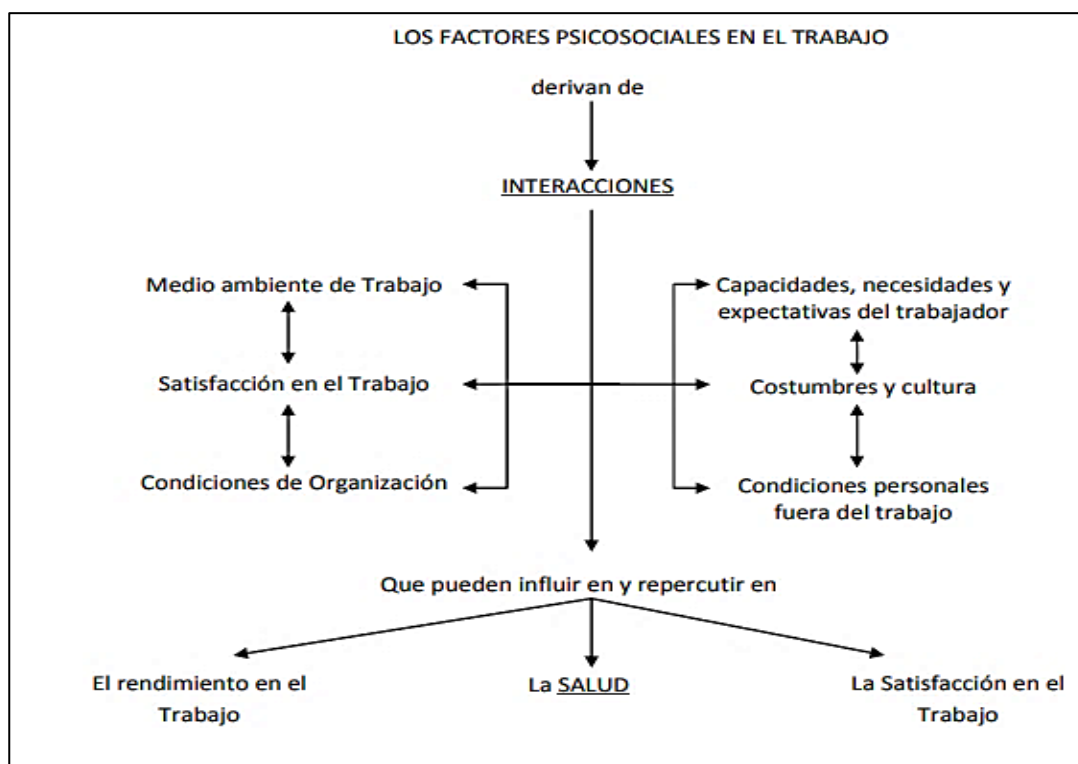 LOS FACTORES PSICOSOCIALES EN EL TRABAJO
derivan de
INTERACCIONES
Medio ambiente de Trabajo
Capacidades, necesidades y
expectativas del trabajador
Satisfacción en el Trabajo
Costumbres y cultura
Condiciones de Organización
Condiciones personales
fuera del trabajo
Que pueden influir en y repercutir en
El rendimiento en el
Trabajo
La SALUD
La Satisfacción en el
Trabajo